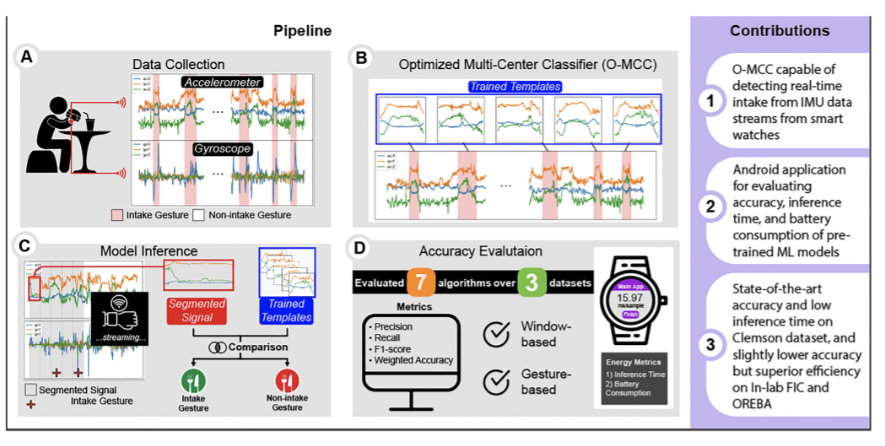 Pipeline
Contributions
A
Data Collection
Accelerometer
...
Gyroscope
...
Intake Gesture
Non-intake Gesture
B
Optimized Multi-Center Classifier (O-MCC)
Trained Templates
...
C
Model Inference
...streaming...
Segmented
Signal
Trained
Templates
Comparison
Intake
Gesture
Non-intake
Gesture
Segmented Signal
Intake Gesture
D
Accuracy Evalutaion
Evaluated 7 algorithms over 3 datasets
Metrics
• Precision
• Recall
• F1-score
• Weighted Accuracy
Window-
based
Gesture-
based
Main App
15.97
ms/sample
Finish
Energy Metrics
1) Inference Time
2) Battery
Consumption
1
O-MCC capable of
detecting real-time
intake from IMU data
streams from smart
watches
2
Android application
for evaluating
accuracy, inference
time, and battery
consumption of pre-
trained ML models
3
State-of-the-art
accuracy and low
inference time on
Clemson dataset, and
slightly lower accuracy
but superior efficiency
on In-lab FIC and
OREBA